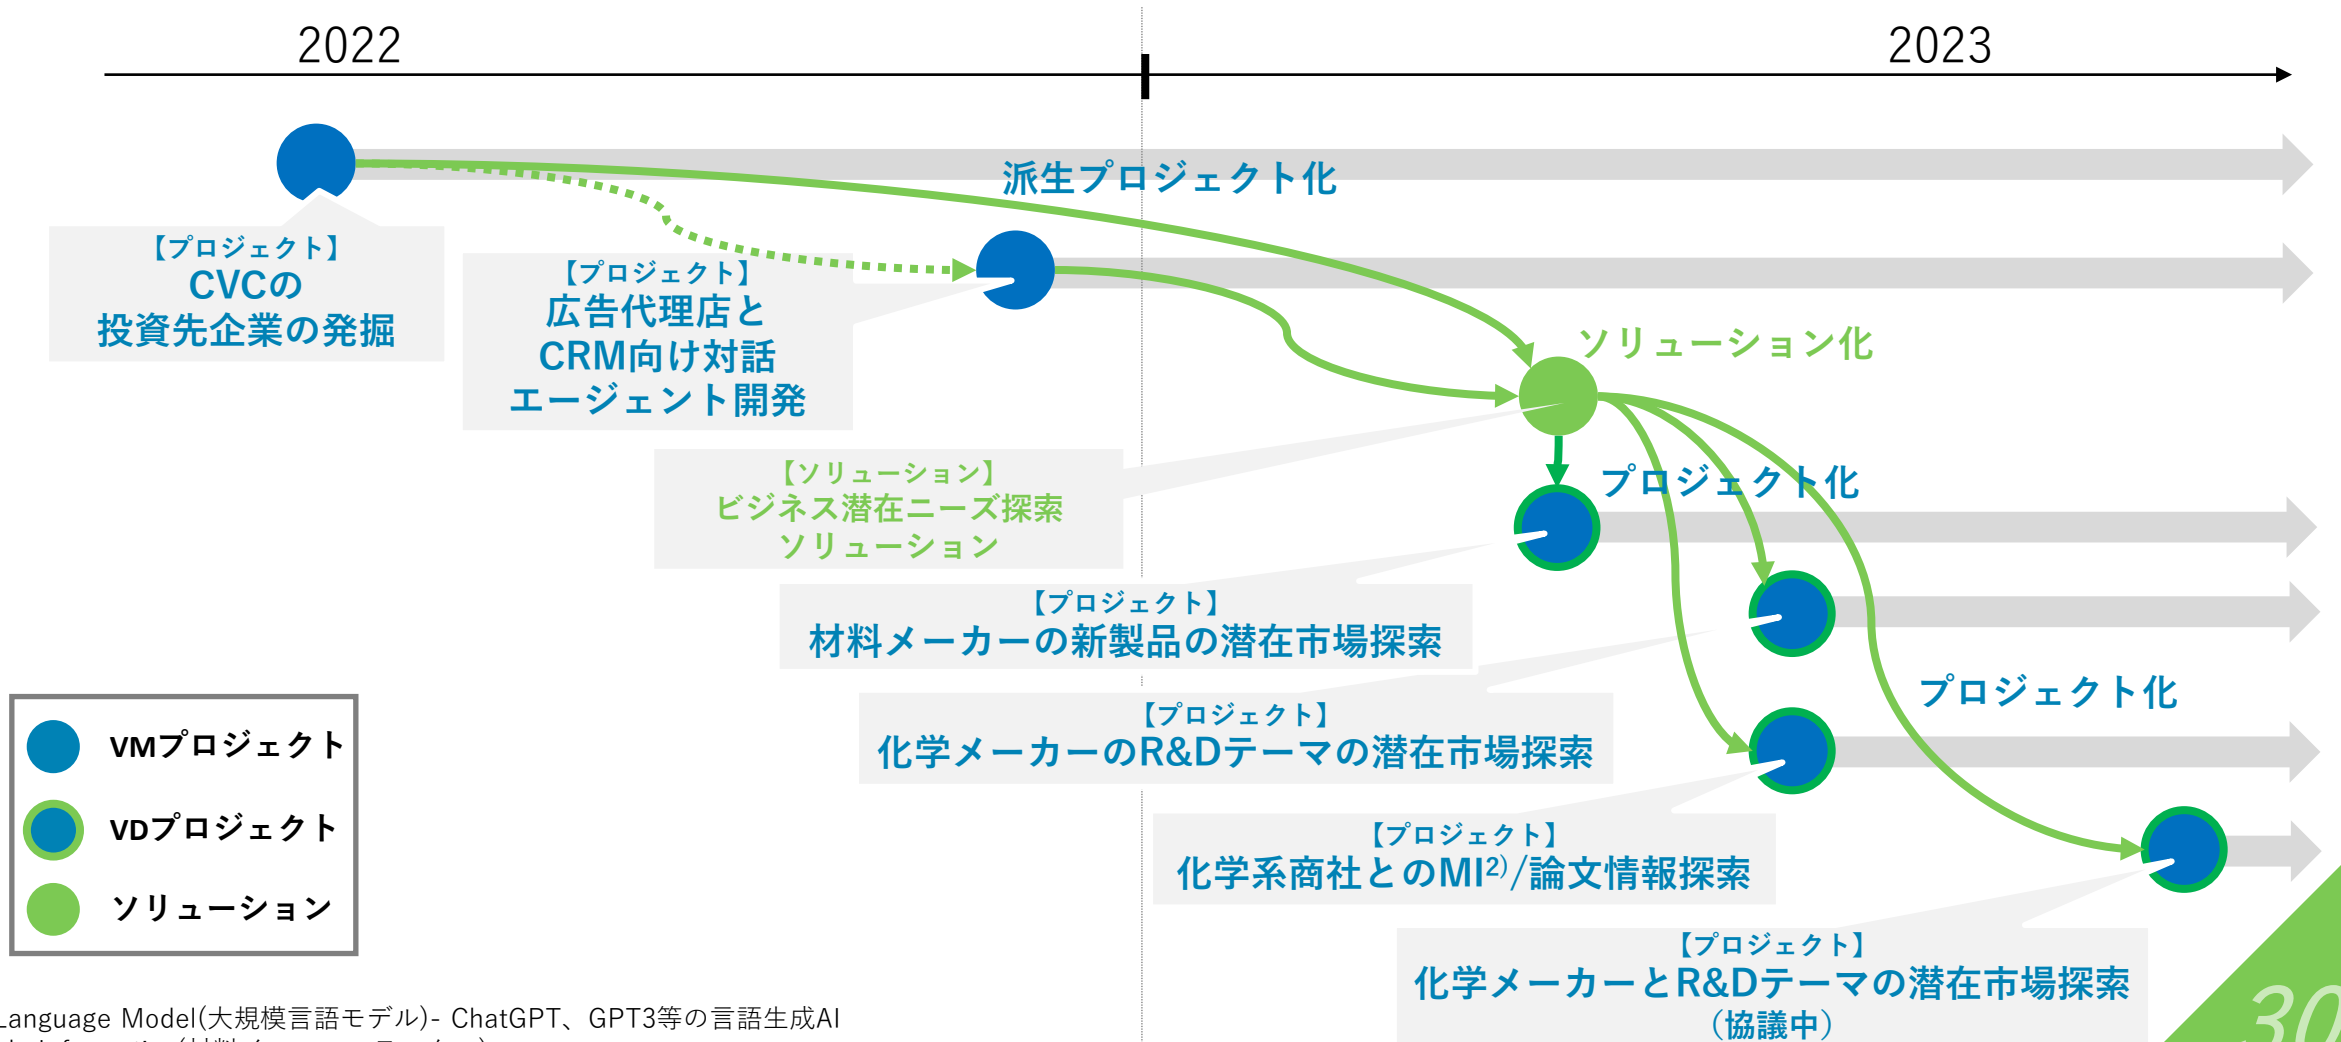 2022
2023
派生プロジェクト化
【プロジェクト】
CVCの
投資先企業の発掘
【プロジェクト】
広告代理店と
CRM向け対話
エージェント開発
ソリューション化
【ソリューション】
ビジネス潜在ニーズ探索
ソリューション
プロジェクト化
【プロジェクト】
材料メーカーの新製品の潜在市場探索
【プロジェクト】
化学メーカーのR&Dテーマの潜在市場探索
プロジェクト化
【プロジェクト】
化学系商社とのMI2)/論文情報探索
【プロジェクト】
化学メーカーとR&Dテーマの潜在市場探索
（協議中）
VMプロジェクト
VDプロジェクト
ソリューション
Language Model(大規模言語モデル)- ChatGPT、GPT3等の言語生成AI
30